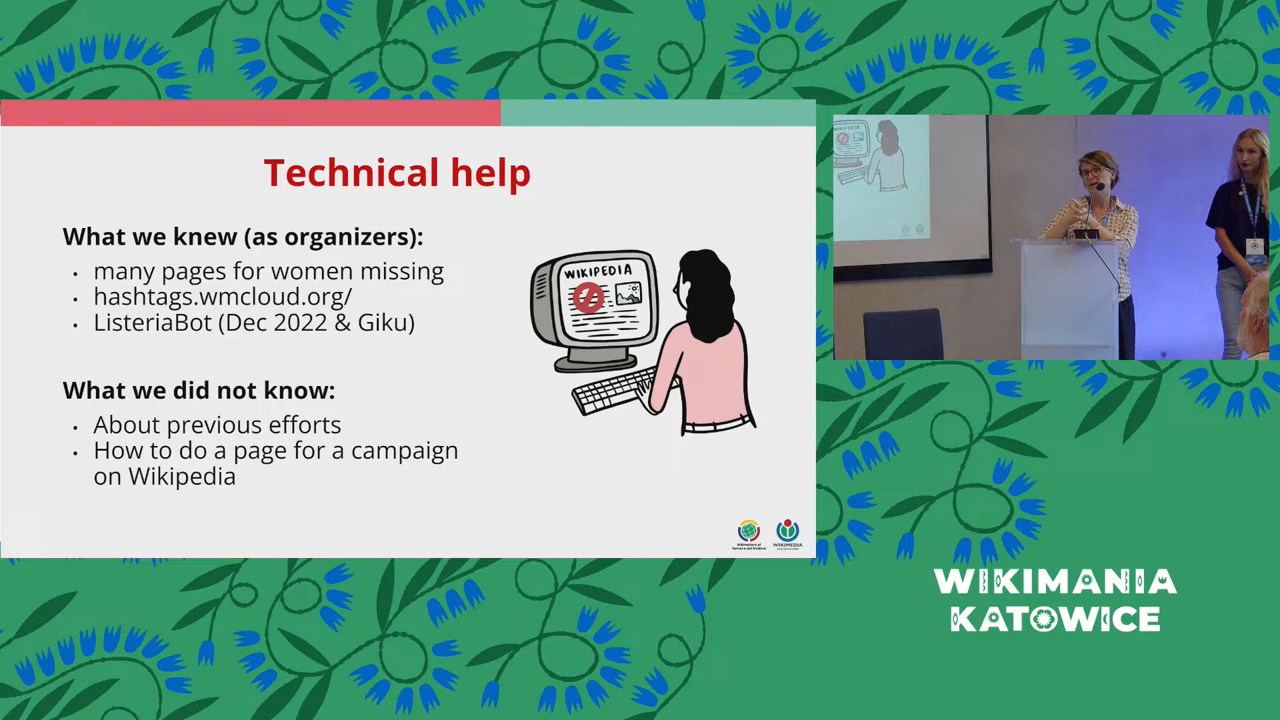 Technical help
What we knew (as organizers):
• many pages for women missing
• hashtags.wmcloud.org/
• ListeriaBot (Dec 2022 & Giku)
What we did not know:
• About previous efforts
• How to do a page for a campaign
on Wikipedia
WIKIPEDIA
WIKIMEDIA
WIKIPEDIA
WIKIMANIA
KATOWICE